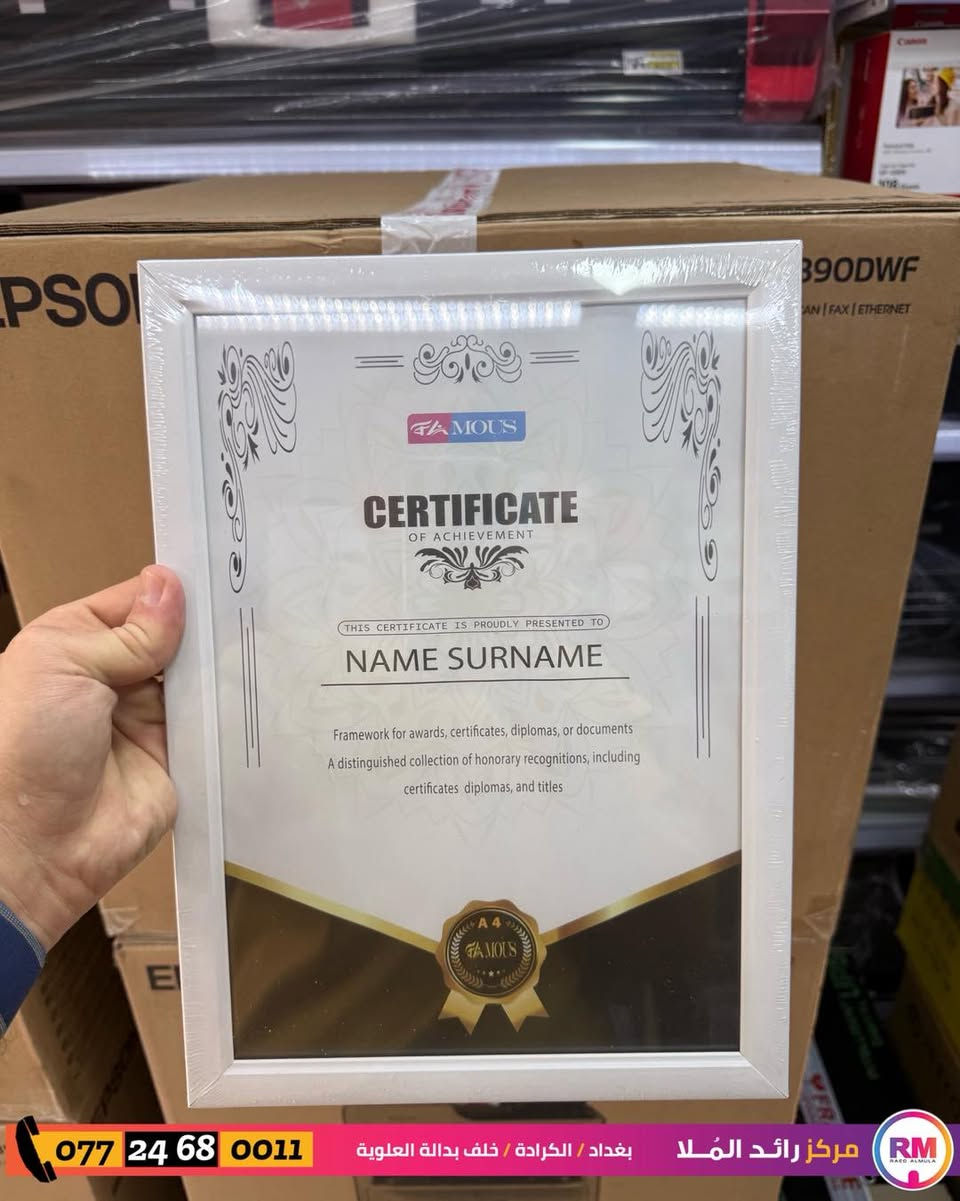 Canon
EPSON
890DWF
AN | FAX | ETHERNET
FAMOUS
CERTIFICATE
OF ACHIEVEMENT
THIS CERTIFICATE IS PROUDLY PRESENTED TO
NAME SURNAME
Framework for awards, certificates, diplomas, or documents
A distinguished collection of honorary recognitions, including
certificates diplomas, and titles
A4
FAMOUS
E
077 24 68 0011
بغداد / الكرادة / خلف بدالة العلوية
مركز رائد المُلا
RM
RAED ALMULA